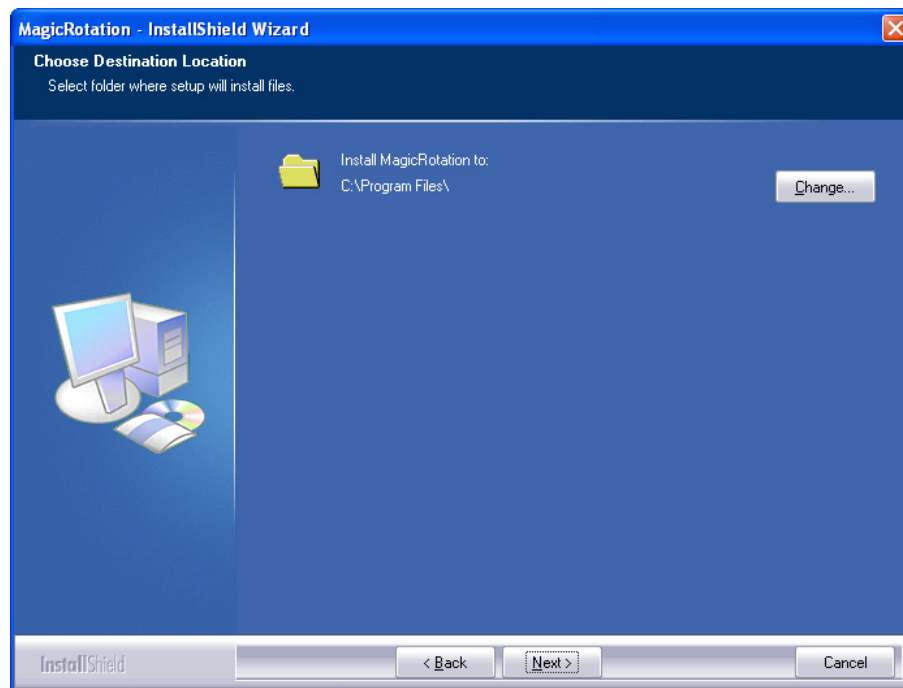 MagicRotation - InstallShield Wizard
Choose Destination Location
Select folder where setup will install files.
Install MagicRotation to:
C:\Program Files\
Change...
InstallShield
< Back
Next >
Cancel